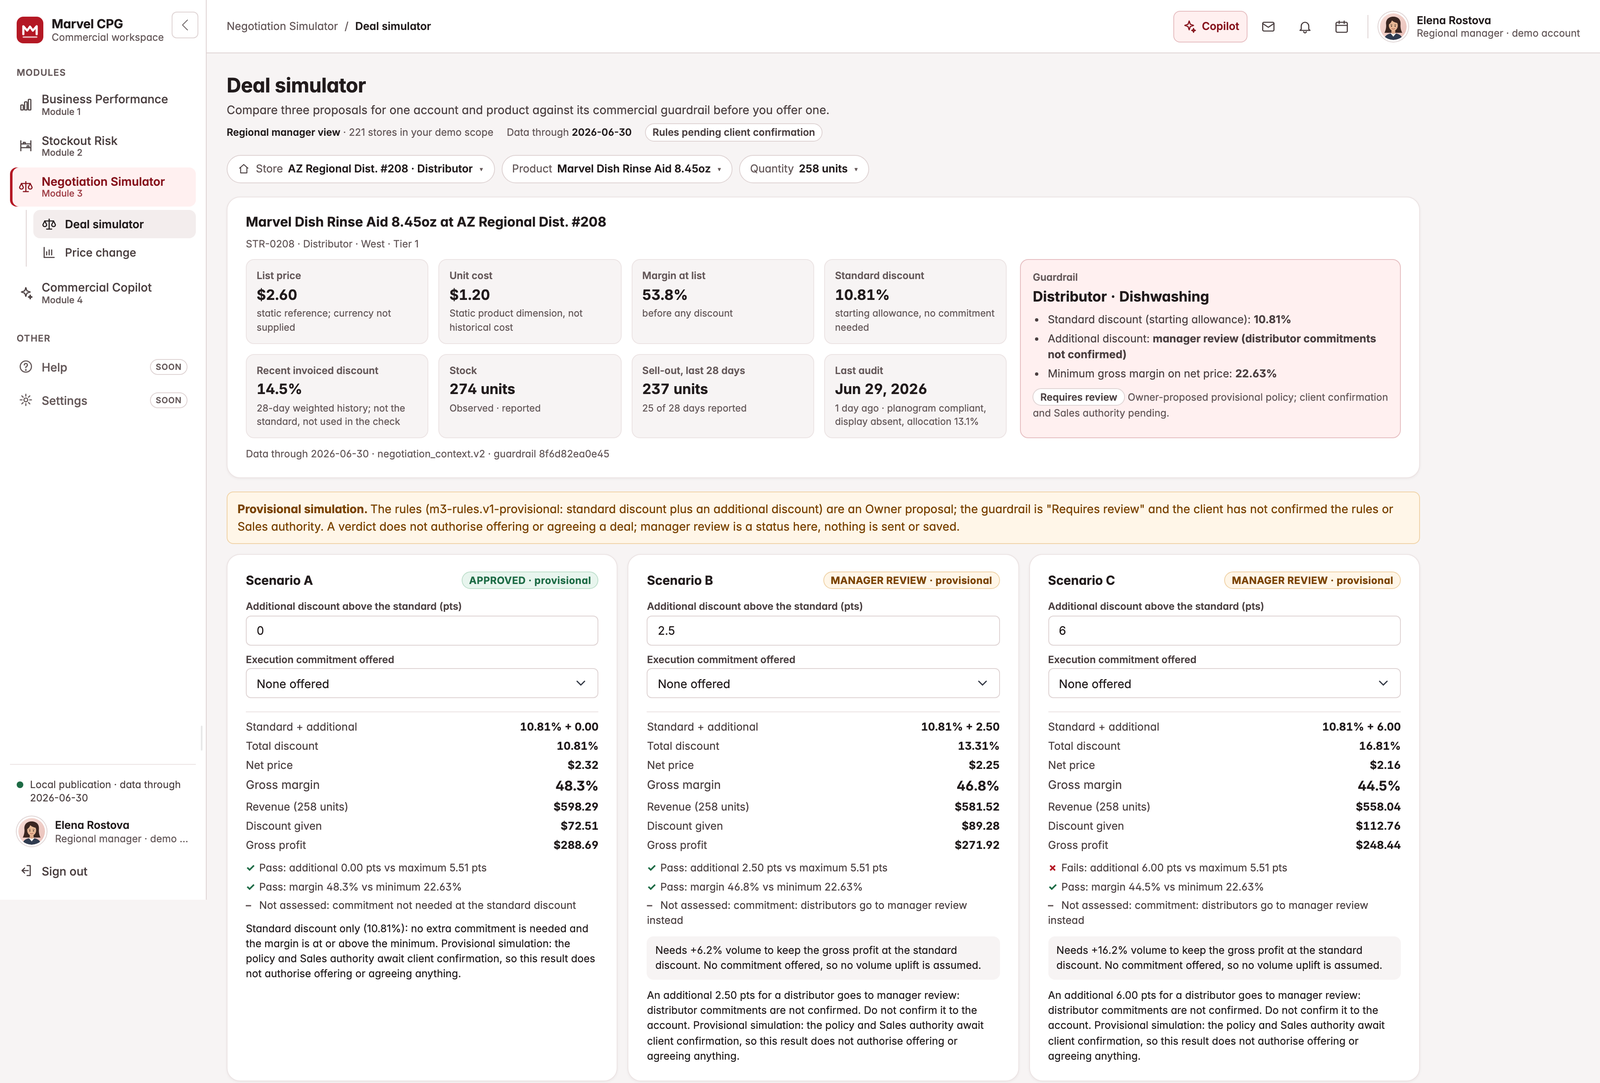 Marvel CPG
Commercial workspace
MODULES
Business Performance
Module 1
Stockout Risk
Module 2
Negotiation Simulator
Module 3
Deal simulator
Price change
Commercial Copilot
Module 4
OTHER
Help
SOON
Settings
SOON
Local publication · data through
2026-06-30
Elena Rostova
Regional manager · demo ...
Sign out
Negotiation Simulator / Deal simulator
Copilot
Elena Rostova
Regional manager · demo account
Deal simulator
Compare three proposals for one account and product against its commercial guardrail before you offer one.
Regional manager view · 221 stores in your demo scope Data through 2026-06-30 Rules pending client confirmation
Store AZ Regional Dist. #208 · Distributor
Product Marvel Dish Rinse Aid 8.45oz
Quantity 258 units
Marvel Dish Rinse Aid 8.45oz at AZ Regional Dist. #208
STR-0208 · Distributor · West · Tier 1
List price
$2.60
static reference; currency not
supplied
Unit cost
$1.20
Static product dimension, not
historical cost
Margin at list
53.8%
before any discount
Standard discount
10.81%
starting allowance, no commitment
needed
Recent invoiced discount
14.5%
28-day weighted history; not the
standard, not used in the check
Stock
274 units
Observed · reported
Sell-out, last 28 days
237 units
25 of 28 days reported
Last audit
Jun 29, 2026
1 day ago · planogram compliant,
display absent, allocation 13.1%
Guardrail
Distributor · Dishwashing
• Standard discount (starting allowance): 10.81%
• Additional discount: manager review (distributor commitments
not confirmed)
• Minimum gross margin on net price: 22.63%
Requires review Owner-proposed provisional policy; client confirmation
and Sales authority pending.
Data through 2026-06-30 · negotiation_context.v2 · guardrail 8f6d82ea0e45
Provisional simulation. The rules (m3-rules.v1-provisional: standard discount plus an additional discount) are an Owner proposal; the guardrail is "Requires review" and the client has not confirmed the rules or
Sales authority. A verdict does not authorise offering or agreeing a deal; manager review is a status here, nothing is sent or saved.
Scenario A
APPROVED · provisional
Additional discount above the standard (pts)
0
Execution commitment offered
None offered
Standard + additional 10.81% + 0.00
Total discount 10.81%
Net price $2.32
Gross margin 48.3%
Revenue (258 units) $598.29
Discount given $72.51
Gross profit $288.69
✓ Pass: additional 0.00 pts vs maximum 5.51 pts
✓ Pass: margin 48.3% vs minimum 22.63%
– Not assessed: commitment not needed at the standard discount
Standard discount only (10.81%): no extra commitment is needed and
the margin is at or above the minimum. Provisional simulation: the
policy and Sales authority await client confirmation, so this result does
not authorise offering or agreeing anything.
Scenario B
MANAGER REVIEW · provisional
Additional discount above the standard (pts)
2.5
Execution commitment offered
None offered
Standard + additional 10.81% + 2.50
Total discount 13.31%
Net price $2.25
Gross margin 46.8%
Revenue (258 units) $581.52
Discount given $89.28
Gross profit $271.92
✓ Pass: additional 2.50 pts vs maximum 5.51 pts
✓ Pass: margin 46.8% vs minimum 22.63%
– Not assessed: commitment: distributors go to manager review
instead
Needs +6.2% volume to keep the gross profit at the standard
discount. No commitment offered, so no volume uplift is assumed.
An additional 2.50 pts for a distributor goes to manager review:
distributor commitments are not confirmed. Do not confirm it to the
account. Provisional simulation: the policy and Sales authority await
client confirmation, so this result does not authorise offering or
agreeing anything.
Scenario C
MANAGER REVIEW · provisional
Additional discount above the standard (pts)
6
Execution commitment offered
None offered
Standard + additional 10.81% + 6.00
Total discount 16.81%
Net price $2.16
Gross margin 44.5%
Revenue (258 units) $558.04
Discount given $112.76
Gross profit $248.44
× Fails: additional 6.00 pts vs maximum 5.51 pts
✓ Pass: margin 44.5% vs minimum 22.63%
– Not assessed: commitment: distributors go to manager review
instead
Needs +16.2% volume to keep the gross profit at the standard
discount. No commitment offered, so no volume uplift is assumed.
An additional 6.00 pts for a distributor goes to manager review:
distributor commitments are not confirmed. Do not confirm it to the
account. Provisional simulation: the policy and Sales authority await
client confirmation, so this result does not authorise offering or
agreeing anything.